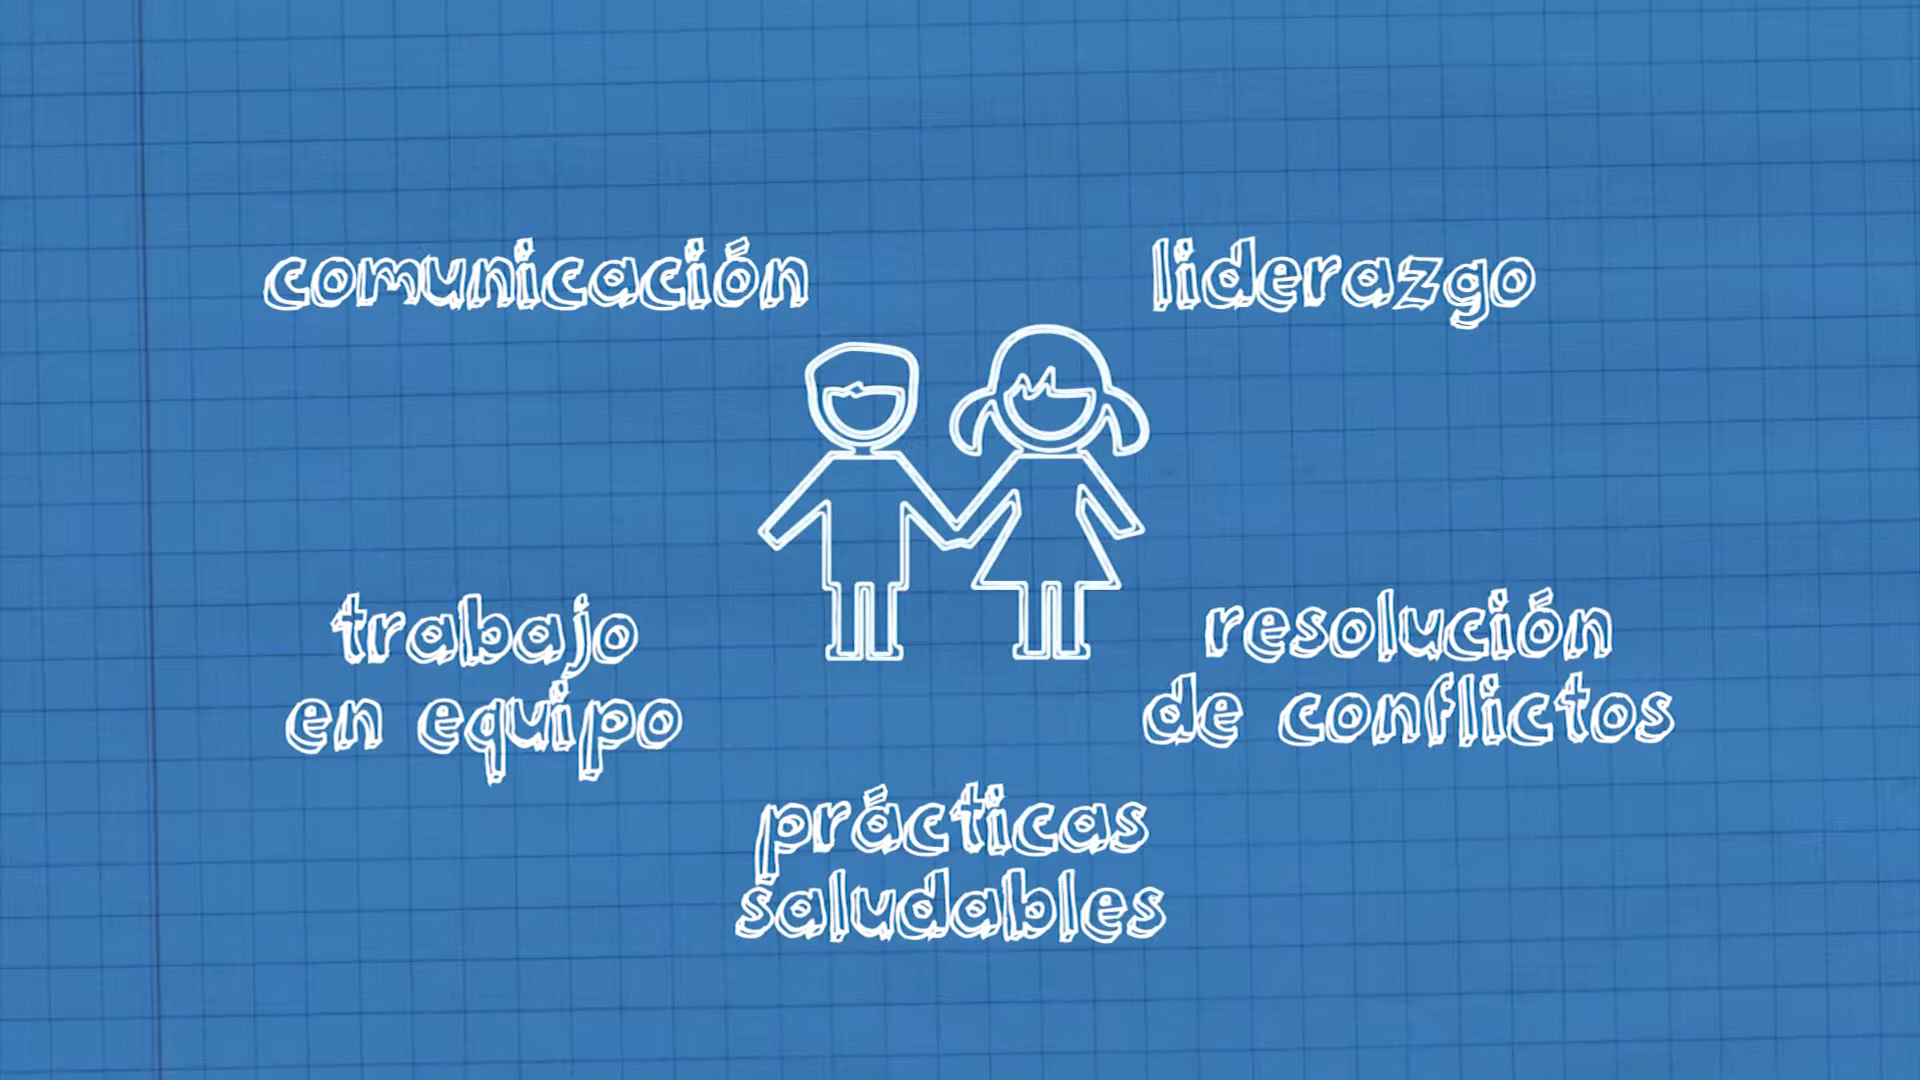 comunicación
liderazgo
trabajo
en equipo
resolución
de conflictos
prácticas
saludables